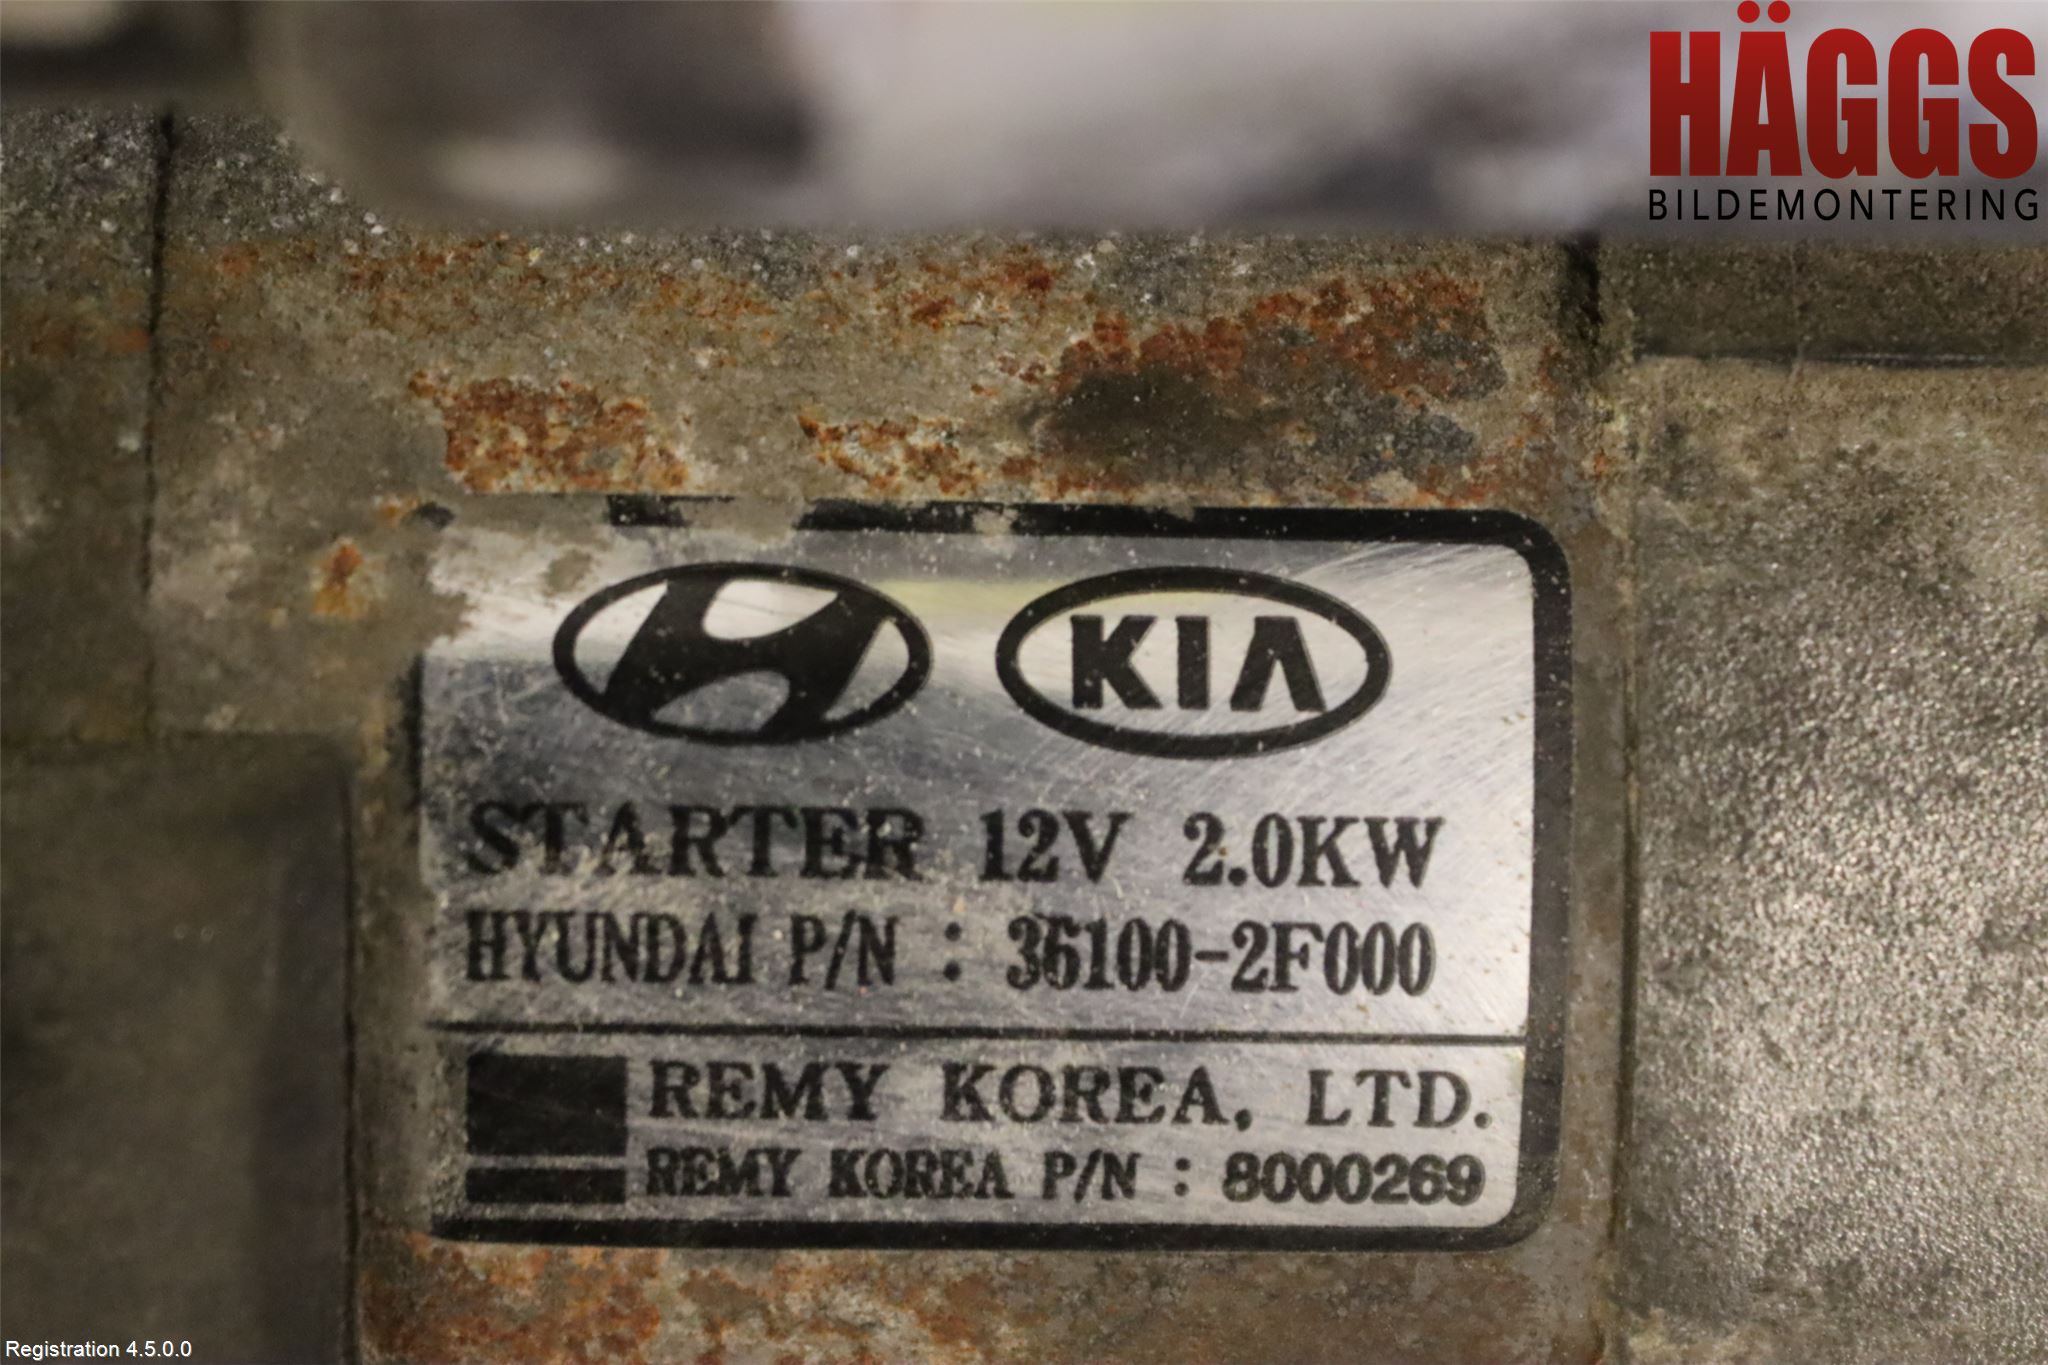 HÄGGS
BILDEMONTERING
KIA
STARTER 12V 2.0KW
HYUNDAI P/N : 36100-2F000
REMY KOREA, LTD.
REMY KOREA P/N : 8000269
Registration 4.5.0.0